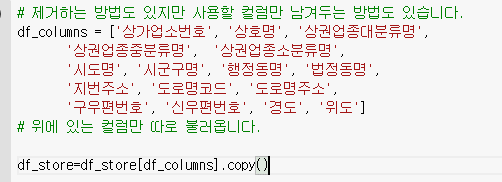 # 제거하는 방법도 있지만 사용할 컬럼만 남겨두는 방법도 있습니다.
df_columns = ['상가업소번호', '상호명', '상권업종대분류명',
'상권업종중분류명', '상권업종소분류명',
'시도명', '시군구명', '행정동명', '법정동명',
'지번주소', '도로명코드', '도로명주소',
'구우편번호', '신우편번호', '경도', '위도']
# 위에 있는 컬럼만 따로 불러옵니다.
df_store=df_store[df_columns].copy()